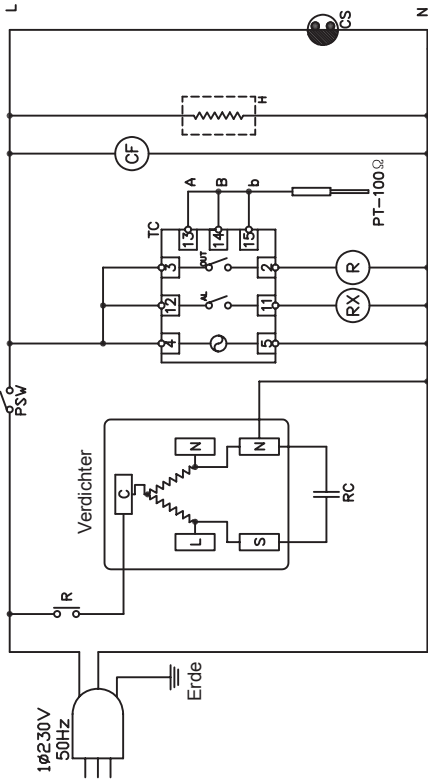 L
N
CS
H
CF
A
B
b
PT-100Ω
TC
13
14
15
3
OUT
2
R
12
AL
11
RX
4
5
PSW
Verdichter
C
N
N
L
S
RC
R
1ø230V
50Hz
Erde